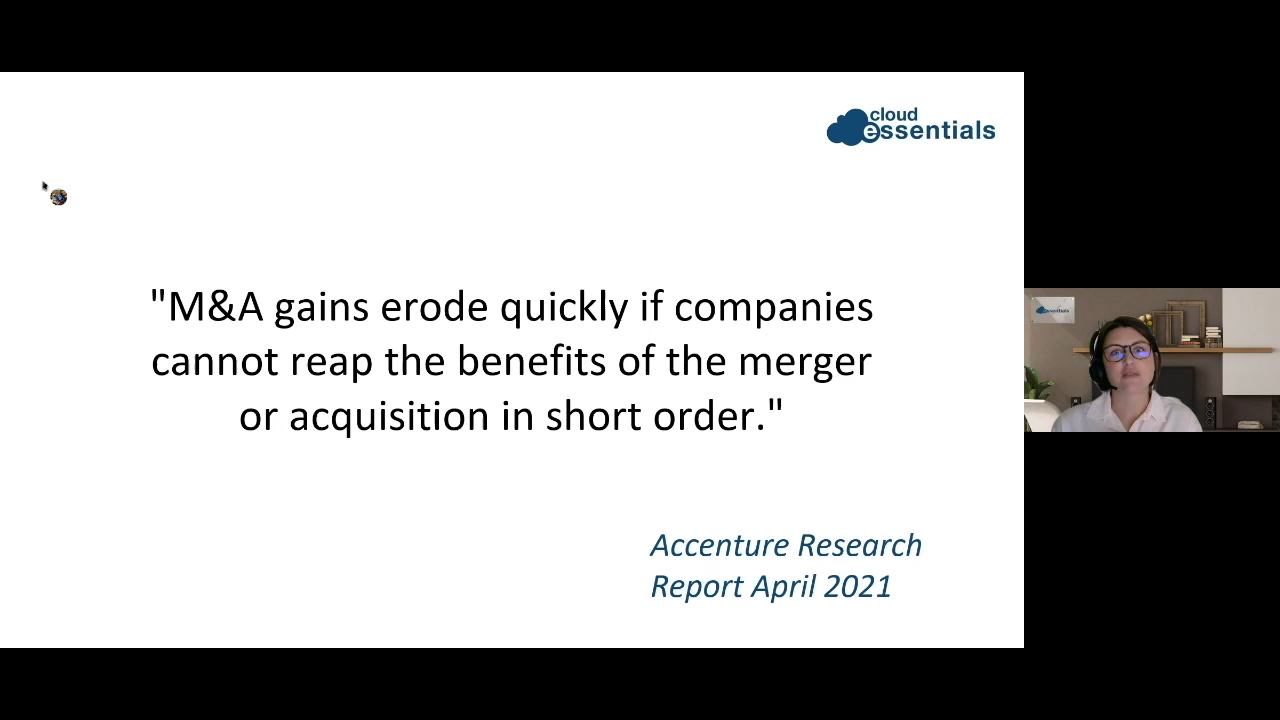 cloud
essentials
"M&A gains erode quickly if companies
cannot reap the benefits of the merger
or acquisition in short order."
Accenture Research
Report April 2021
essentials